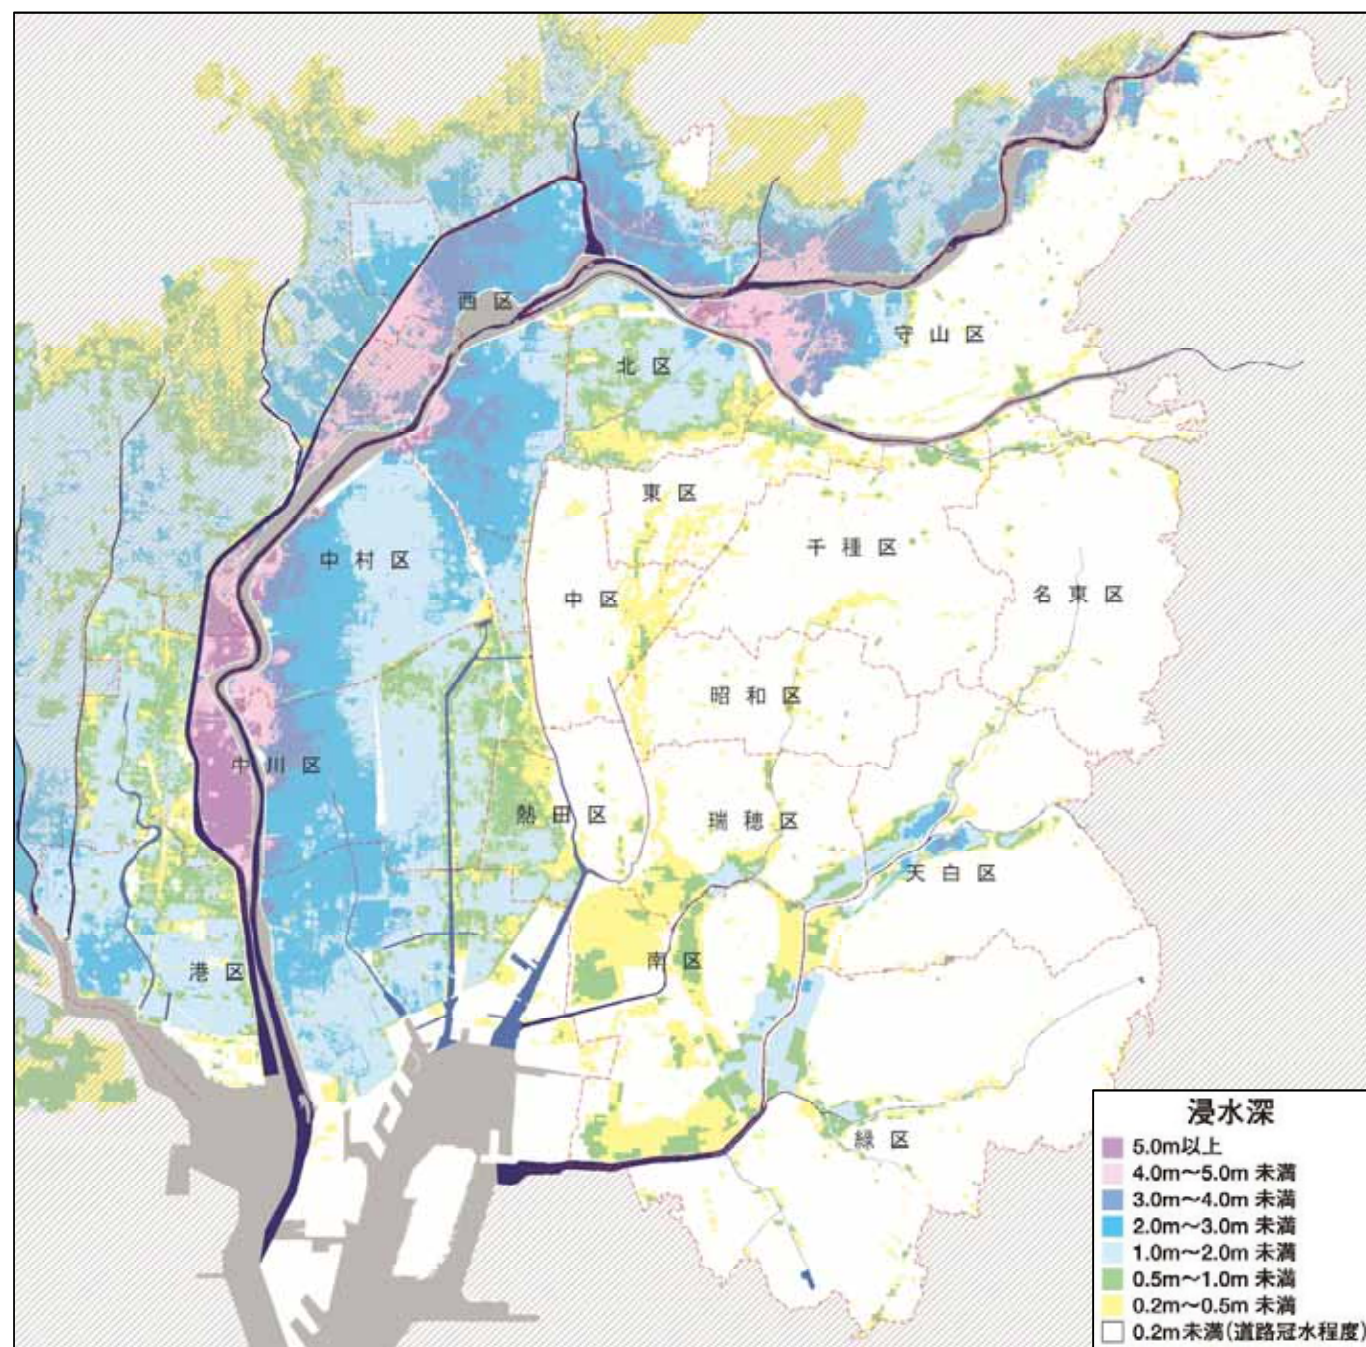 西区
守山区
北区
東区
千種区
中村区
名東区
中区
昭和区
中川区
熱田区
瑞穂区
天白区
南区
港区
緑区
浸水深
5.0m以上
4.0m～5.0m 未満
3.0m～4.0m 未満
2.0m～3.0m 未満
1.0m～2.0m 未満
0.5m～1.0m 未満
0.2m～0.5m 未満
0.2m未満(道路冠水程度)